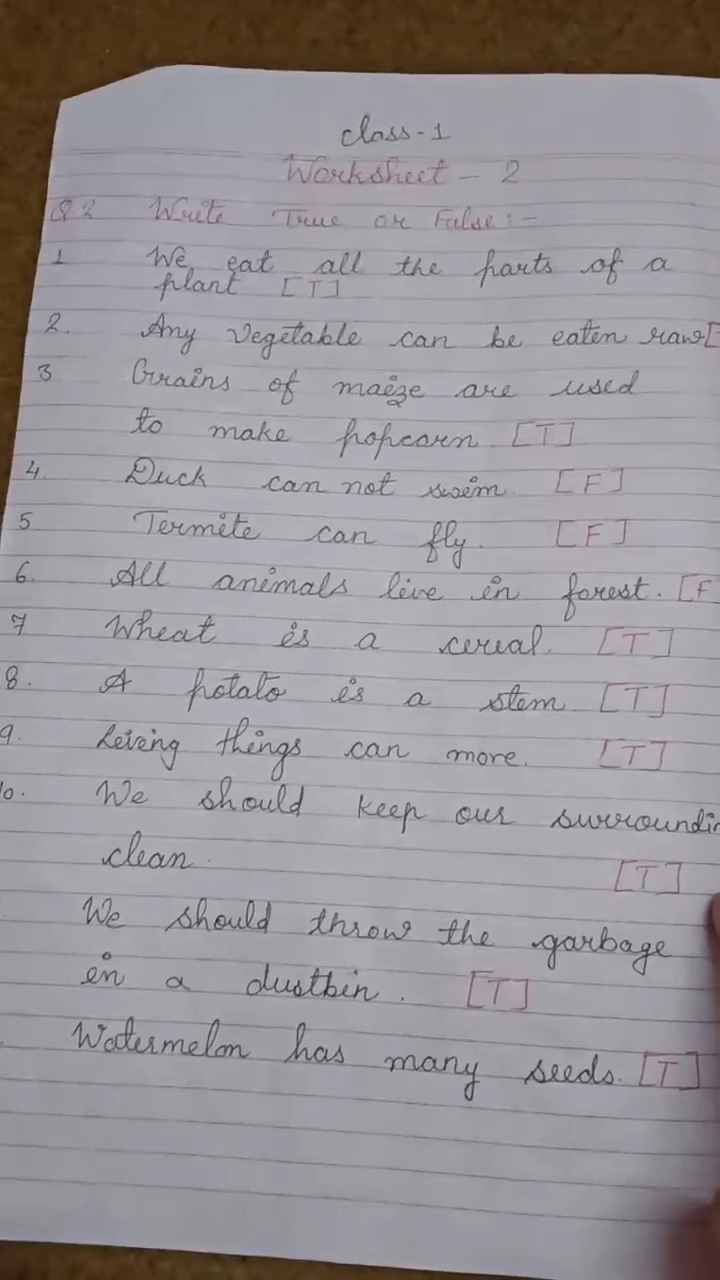 class-1
Worksheet - 2
Q2 Write True or False :-
1 We eat all the parts of a
plant [T]
2. Any vegetable can be eaten raw [
3 Grains of maize are used
to make popcorn [T]
4. Duck can not swim. [F]
5 Termite can fly. [F]
6. All animals live in forest. [F
7 Wheat is a cereal. [T]
8. A potato is a stem [T]
9. Living things can more. [T]
10. We should keep our surroundin
clean. [T]
We should throw the garbage
in a dustbin. [T]
Watermelon has many seeds. [T]